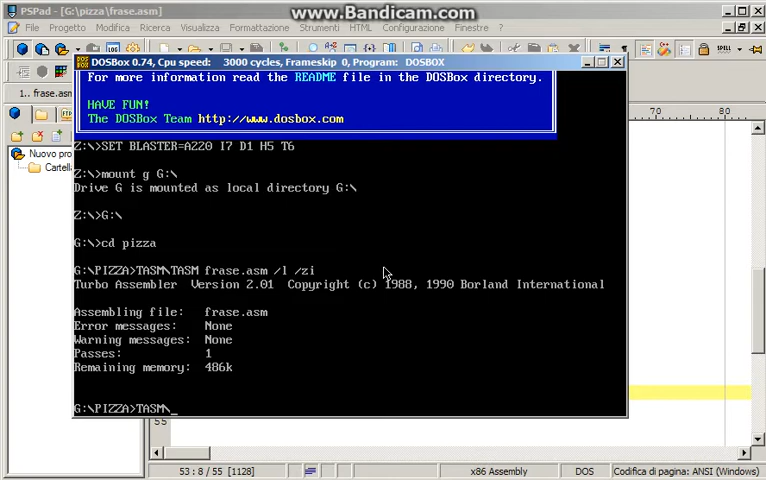 PSPad - [G:\pizza\frase.asm]
www.Bandicam.com
File Progetto Modifica Ricerca Visualizza Formattazione Strumenti HTML Configurazione Finestre
DOSBox 0.74, Cpu speed: 3000 cycles, Frameskip 0, Program: DOSBOX
1.. frase.asm
70 80
Nuovo pro
Cartell
For more information read the README file in the DOSBox directory.
HAVE FUN!
The DOSBox Team http://www.dosbox.com
Z:\>SET BLASTER=A220 I7 D1 H5 T6
Z:\>mount g G:\
Drive G is mounted as local directory G:\
Z:\>G:\
G:\>cd pizza
G:\PIZZA>TASM\TASM frase.asm /l /zi
Turbo Assembler Version 2.01 Copyright (c) 1988, 1990 Borland International
Assembling file: frase.asm
Error messages: None
Warning messages: None
Passes: 1
Remaining memory: 486k
G:\PIZZA>TASM\_
55
53 : 8 / 55 [1128]
x86 Assembly
DOS
Codifica di pagina: ANSI (Windows)